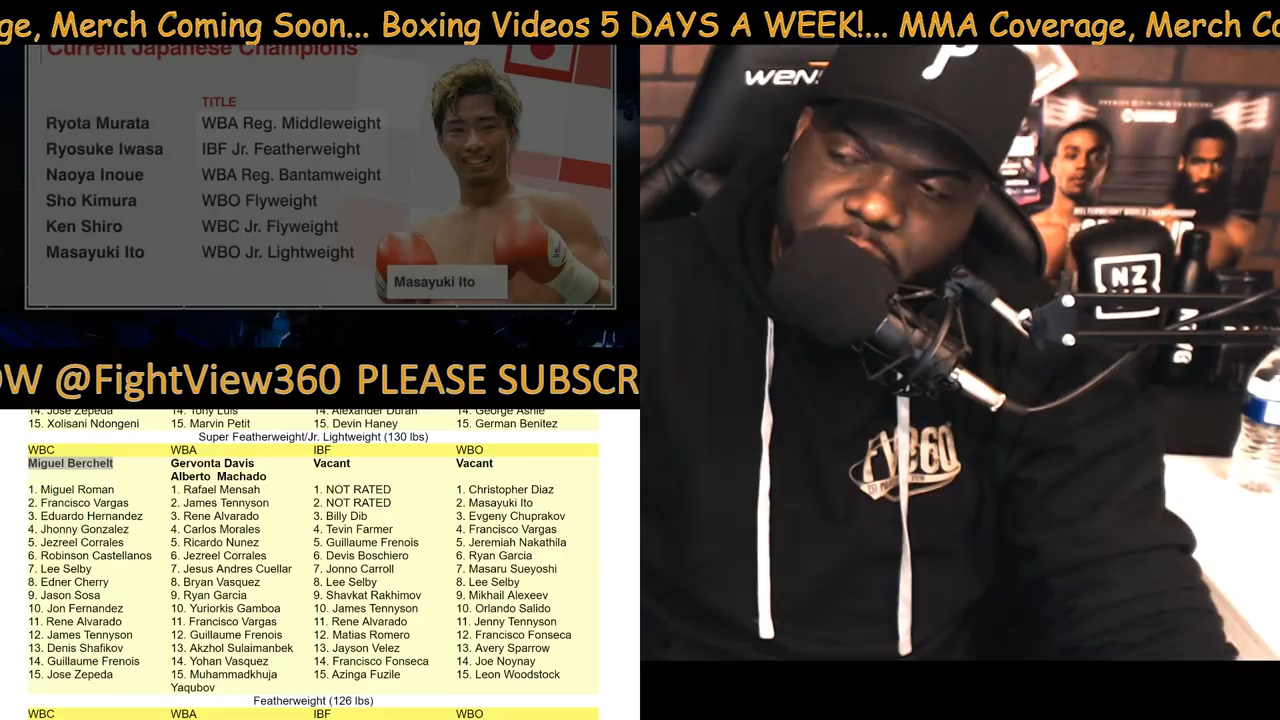 ge, Merch Coming Soon... Boxing Videos 5 DAYS A WEEK!... MMA Coverage, Merch Co
Current Japanese Champions
TITLE
Ryota Murata WBA Reg. Middleweight
Ryosuke Iwasa IBF Jr. Featherweight
Naoya Inoue WBA Reg. Bantamweight
Sho Kimura WBO Flyweight
Ken Shiro WBC Jr. Flyweight
Masayuki Ito WBO Jr. Lightweight
Masayuki Ito
OW @FightView360 PLEASE SUBSCR
14. Jose Zepeda 14. Tony Luis 14. Alexander Duran 14. George Ashie
15. Xolisani Ndongeni 15. Marvin Petit 15. Devin Haney 15. German Benitez
Super Featherweight/Jr. Lightweight (130 lbs)
WBC WBA IBF WBO
Miguel Berchelt Gervonta Davis Vacant Vacant
Alberto Machado
1. Miguel Roman 1. Rafael Mensah 1. NOT RATED 1. Christopher Diaz
2. Francisco Vargas 2. James Tennyson 2. NOT RATED 2. Masayuki Ito
3. Eduardo Hernandez 3. Rene Alvarado 3. Billy Dib 3. Evgeny Chuprakov
4. Jhonny Gonzalez 4. Carlos Morales 4. Tevin Farmer 4. Francisco Vargas
5. Jezreel Corrales 5. Ricardo Nunez 5. Guillaume Frenois 5. Jeremiah Nakathila
6. Robinson Castellanos 6. Jezreel Corrales 6. Devis Boschiero 6. Ryan Garcia
7. Lee Selby 7. Jesus Andres Cuellar 7. Jonno Carroll 7. Masaru Sueyoshi
8. Edner Cherry 8. Bryan Vasquez 8. Lee Selby 8. Lee Selby
9. Jason Sosa 9. Ryan Garcia 9. Shavkat Rakhimov 9. Mikhail Alexeev
10. Jon Fernandez 10. Yuriorkis Gamboa 10. James Tennyson 10. Orlando Salido
11. Rene Alvarado 11. Francisco Vargas 11. Rene Alvarado 11. Jenny Tennyson
12. James Tennyson 12. Guillume Frenois 12. Matias Romero 12. Francisco Fonseca
13. Denis Shafikov 13. Akzhol Sulaimanbek 13. Jayson Velez 13. Avery Sparrow
14. Guillume Frenois 14. Yohan Vasquez 14. Francisco Fonseca 14. Joe Noynay
15. Jose Zepeda 15. Muhammadkhuja 15. Azinga Fuzile 15. Leon Woodstock
Yaqubov
Featherweight (126 lbs)
WBC WBA IBF WBO
wen
P
NZ
FV360